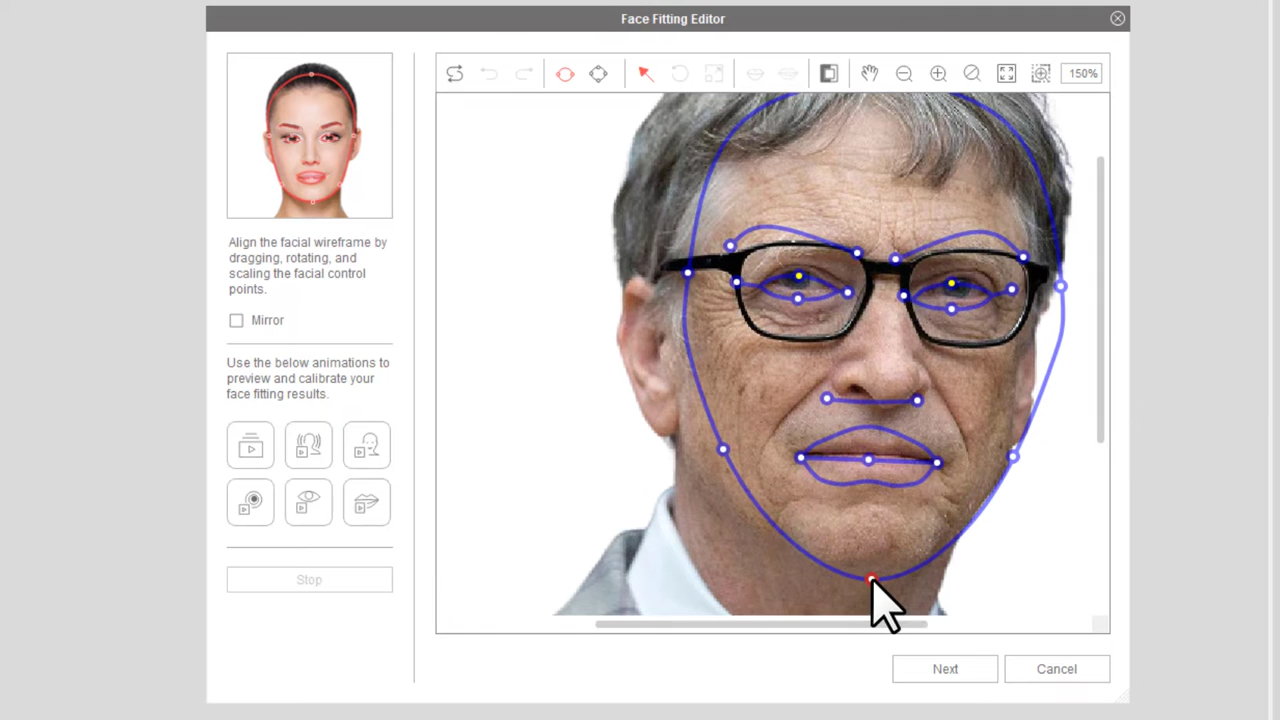 Face Fitting Editor
150%
Align the facial wireframe by
dragging, rotating, and
scaling the facial control
points.
Mirror
Use the below animations to
preview and calibrate your
face fitting results.
Stop
Next
Cancel